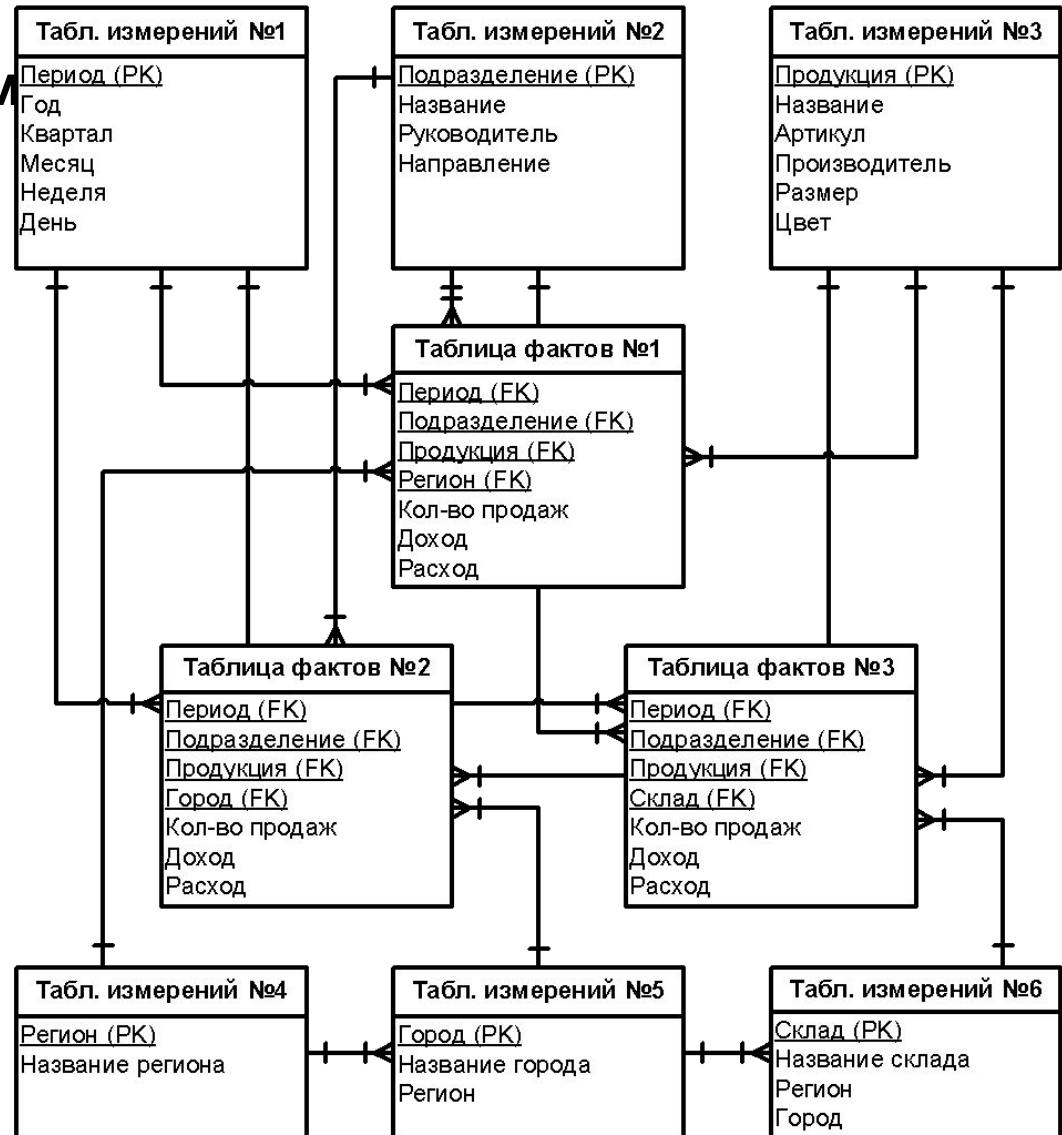 Табл. измерений №1
Период (PK)
Год
Квартал
Месяц
Неделя
День
Табл. измерений №2
Подразделение (PK)
Название
Руководитель
Направление
Табл. измерений №3
Продукция (PK)
Название
Артикул
Производитель
Размер
Цвет
Таблица фактов №1
Период (FK)
Подразделение (FK)
Продукция (FK)
Регион (FK)
Кол-во продаж
Доход
Расход
Таблица фактов №2
Период (FK)
Подразделение (FK)
Продукция (FK)
Город (FK)
Кол-во продаж
Доход
Расход
Таблица фактов №3
Период (FK)
Подразделение (FK)
Продукция (FK)
Склад (FK)
Кол-во продаж
Доход
Расход
Табл. измерений №4
Регион (PK)
Название региона
Табл. измерений №5
Город (PK)
Название города
Регион
Табл. измерений №6
Склад (PK)
Название склада
Регион
Город